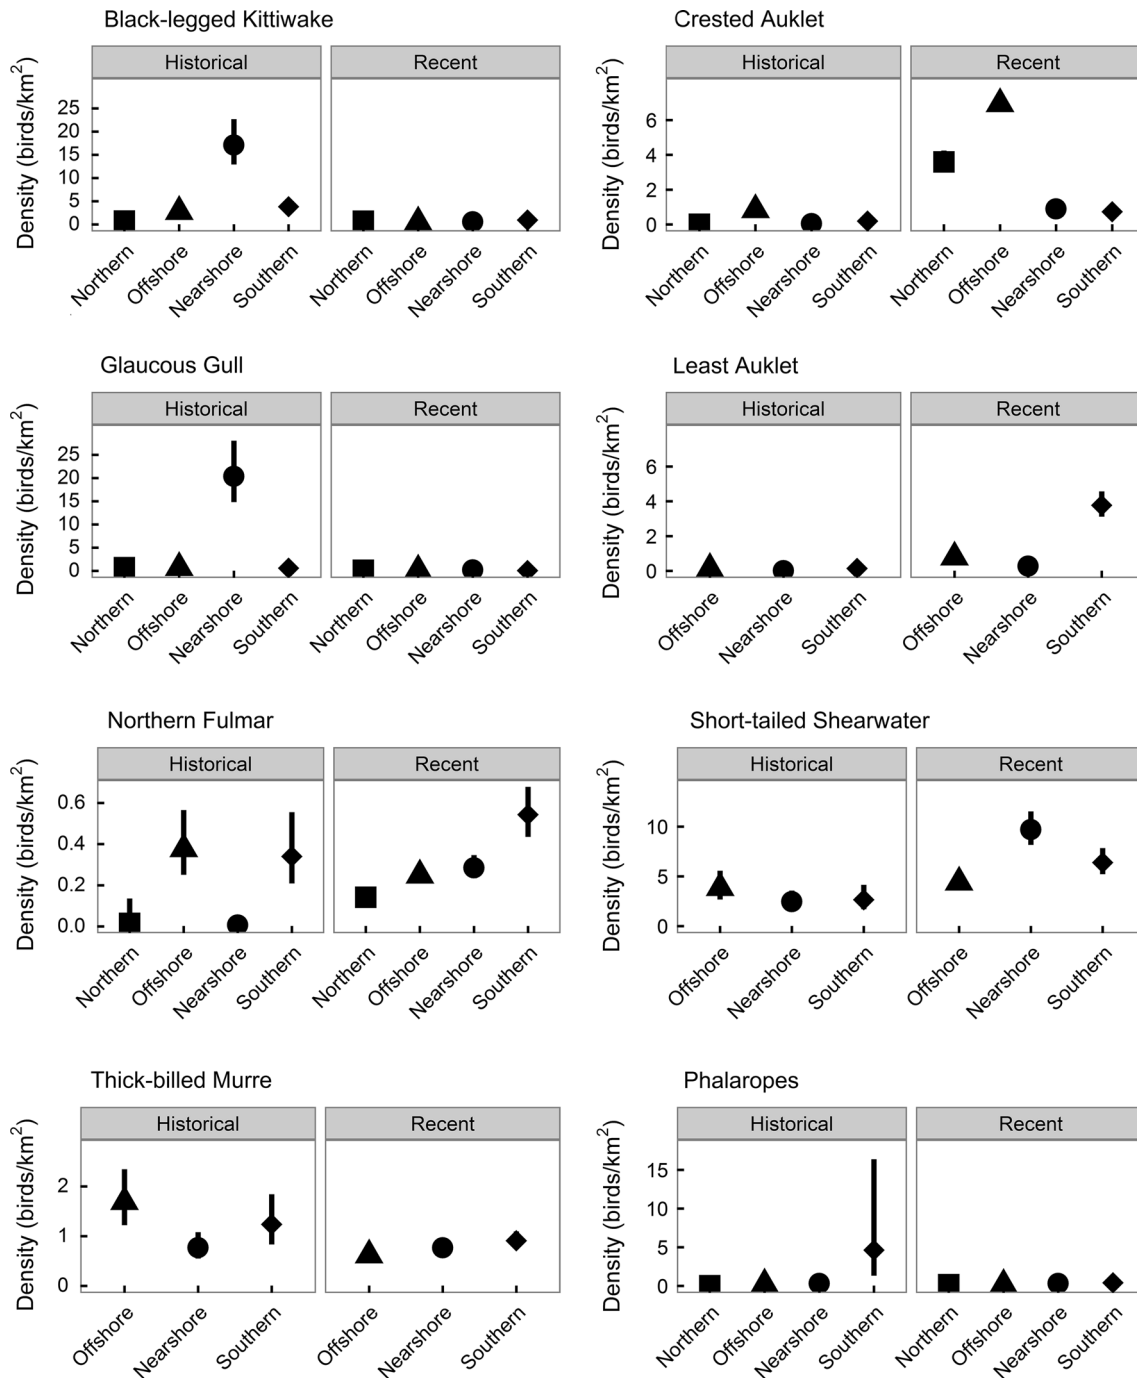 Black-legged Kittiwake
Density (birds/km²)
Historical
Recent
25
20
15
10
5
0
Northern
Offshore
Nearshore
Southern
Northern
Offshore
Nearshore
Southern
Crested Auklet
Density (birds/km²)
Historical
Recent
6
4
2
0
Northern
Offshore
Nearshore
Southern
Northern
Offshore
Nearshore
Southern
Glaucous Gull
Density (birds/km²)
Historical
Recent
25
20
15
10
5
0
Northern
Offshore
Nearshore
Southern
Northern
Offshore
Nearshore
Southern
Least Auklet
Density (birds/km²)
Historical
Recent
6
4
2
0
Offshore
Nearshore
Southern
Offshore
Nearshore
Southern
Northern Fulmar
Density (birds/km²)
Historical
Recent
0.6
0.4
0.2
0.0
Northern
Offshore
Nearshore
Southern
Northern
Offshore
Nearshore
Southern
Short-tailed Shearwater
Density (birds/km²)
Historical
Recent
10
5
0
Offshore
Nearshore
Southern
Offshore
Nearshore
Southern
Thick-billed Murre
Density (birds/km²)
Historical
Recent
2
1
0
Offshore
Nearshore
Southern
Offshore
Nearshore
Southern
Phalaropes
Density (birds/km²)
Historical
Recent
15
10
5
0
Northern
Offshore
Nearshore
Southern
Northern
Offshore
Nearshore
Southern